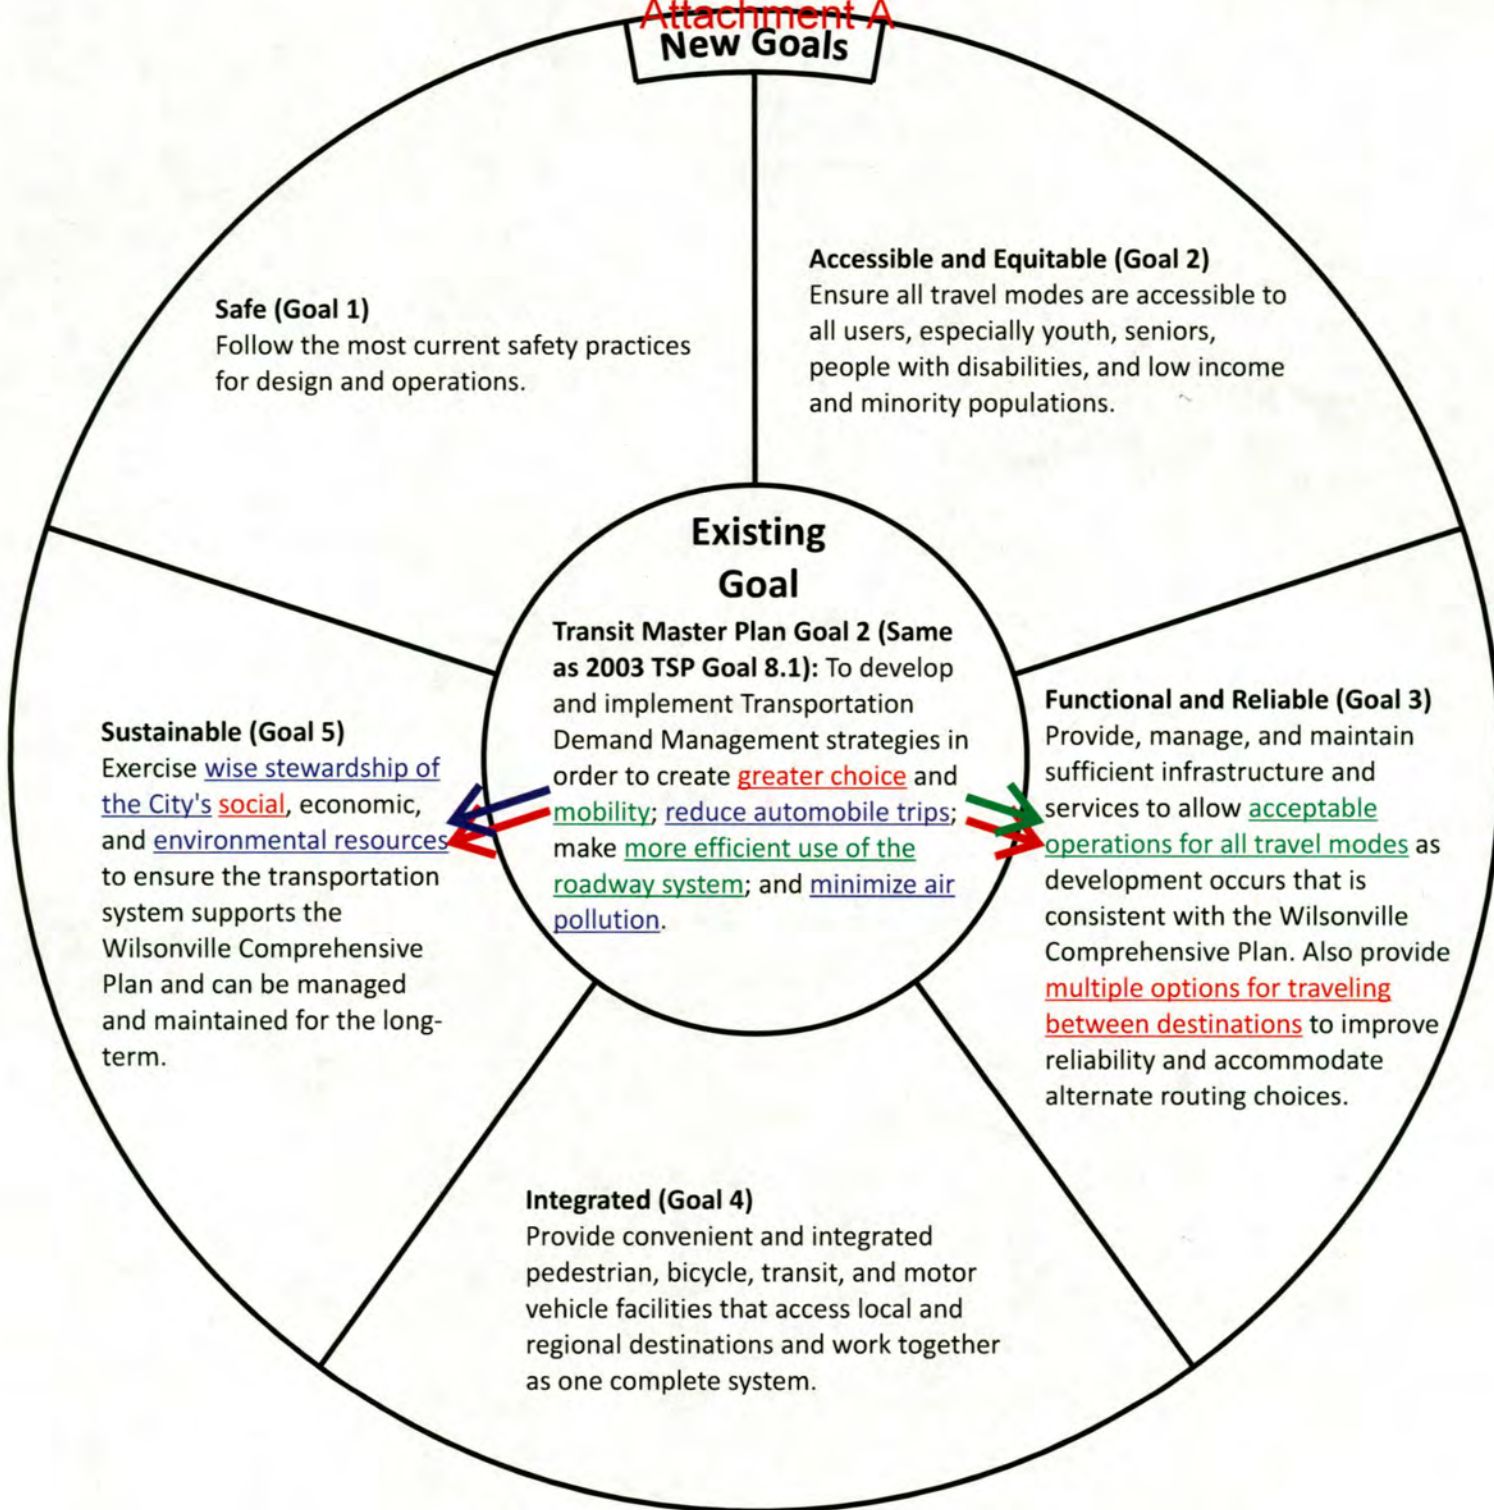 Attachment A
New Goals
Safe (Goal 1)
Follow the most current safety practices
for design and operations.
Accessible and Equitable (Goal 2)
Ensure all travel modes are accessible to
all users, especially youth, seniors,
people with disabilities, and low income
and minority populations.
Existing
Goal
Transit Master Plan Goal 2 (Same
as 2003 TSP Goal 8.1): To develop
and implement Transportation
Demand Management strategies in
order to create greater choice and
mobility; reduce automobile trips;
make more efficient use of the
roadway system; and minimize air
pollution.
Functional and Reliable (Goal 3)
Provide, manage, and maintain
sufficient infrastructure and
services to allow acceptable
operations for all travel modes as
development occurs that is
consistent with the Wilsonville
Comprehensive Plan. Also provide
multiple options for traveling
between destinations to improve
reliability and accommodate
alternate routing choices.
Sustainable (Goal 5)
Exercise wise stewardship of
the City's social, economic,
and environmental resources
to ensure the transportation
system supports the
Wilsonville Comprehensive
Plan and can be managed
and maintained for the long-
term.
Integrated (Goal 4)
Provide convenient and integrated
pedestrian, bicycle, transit, and motor
vehicle facilities that access local and
regional destinations and work together
as one complete system.